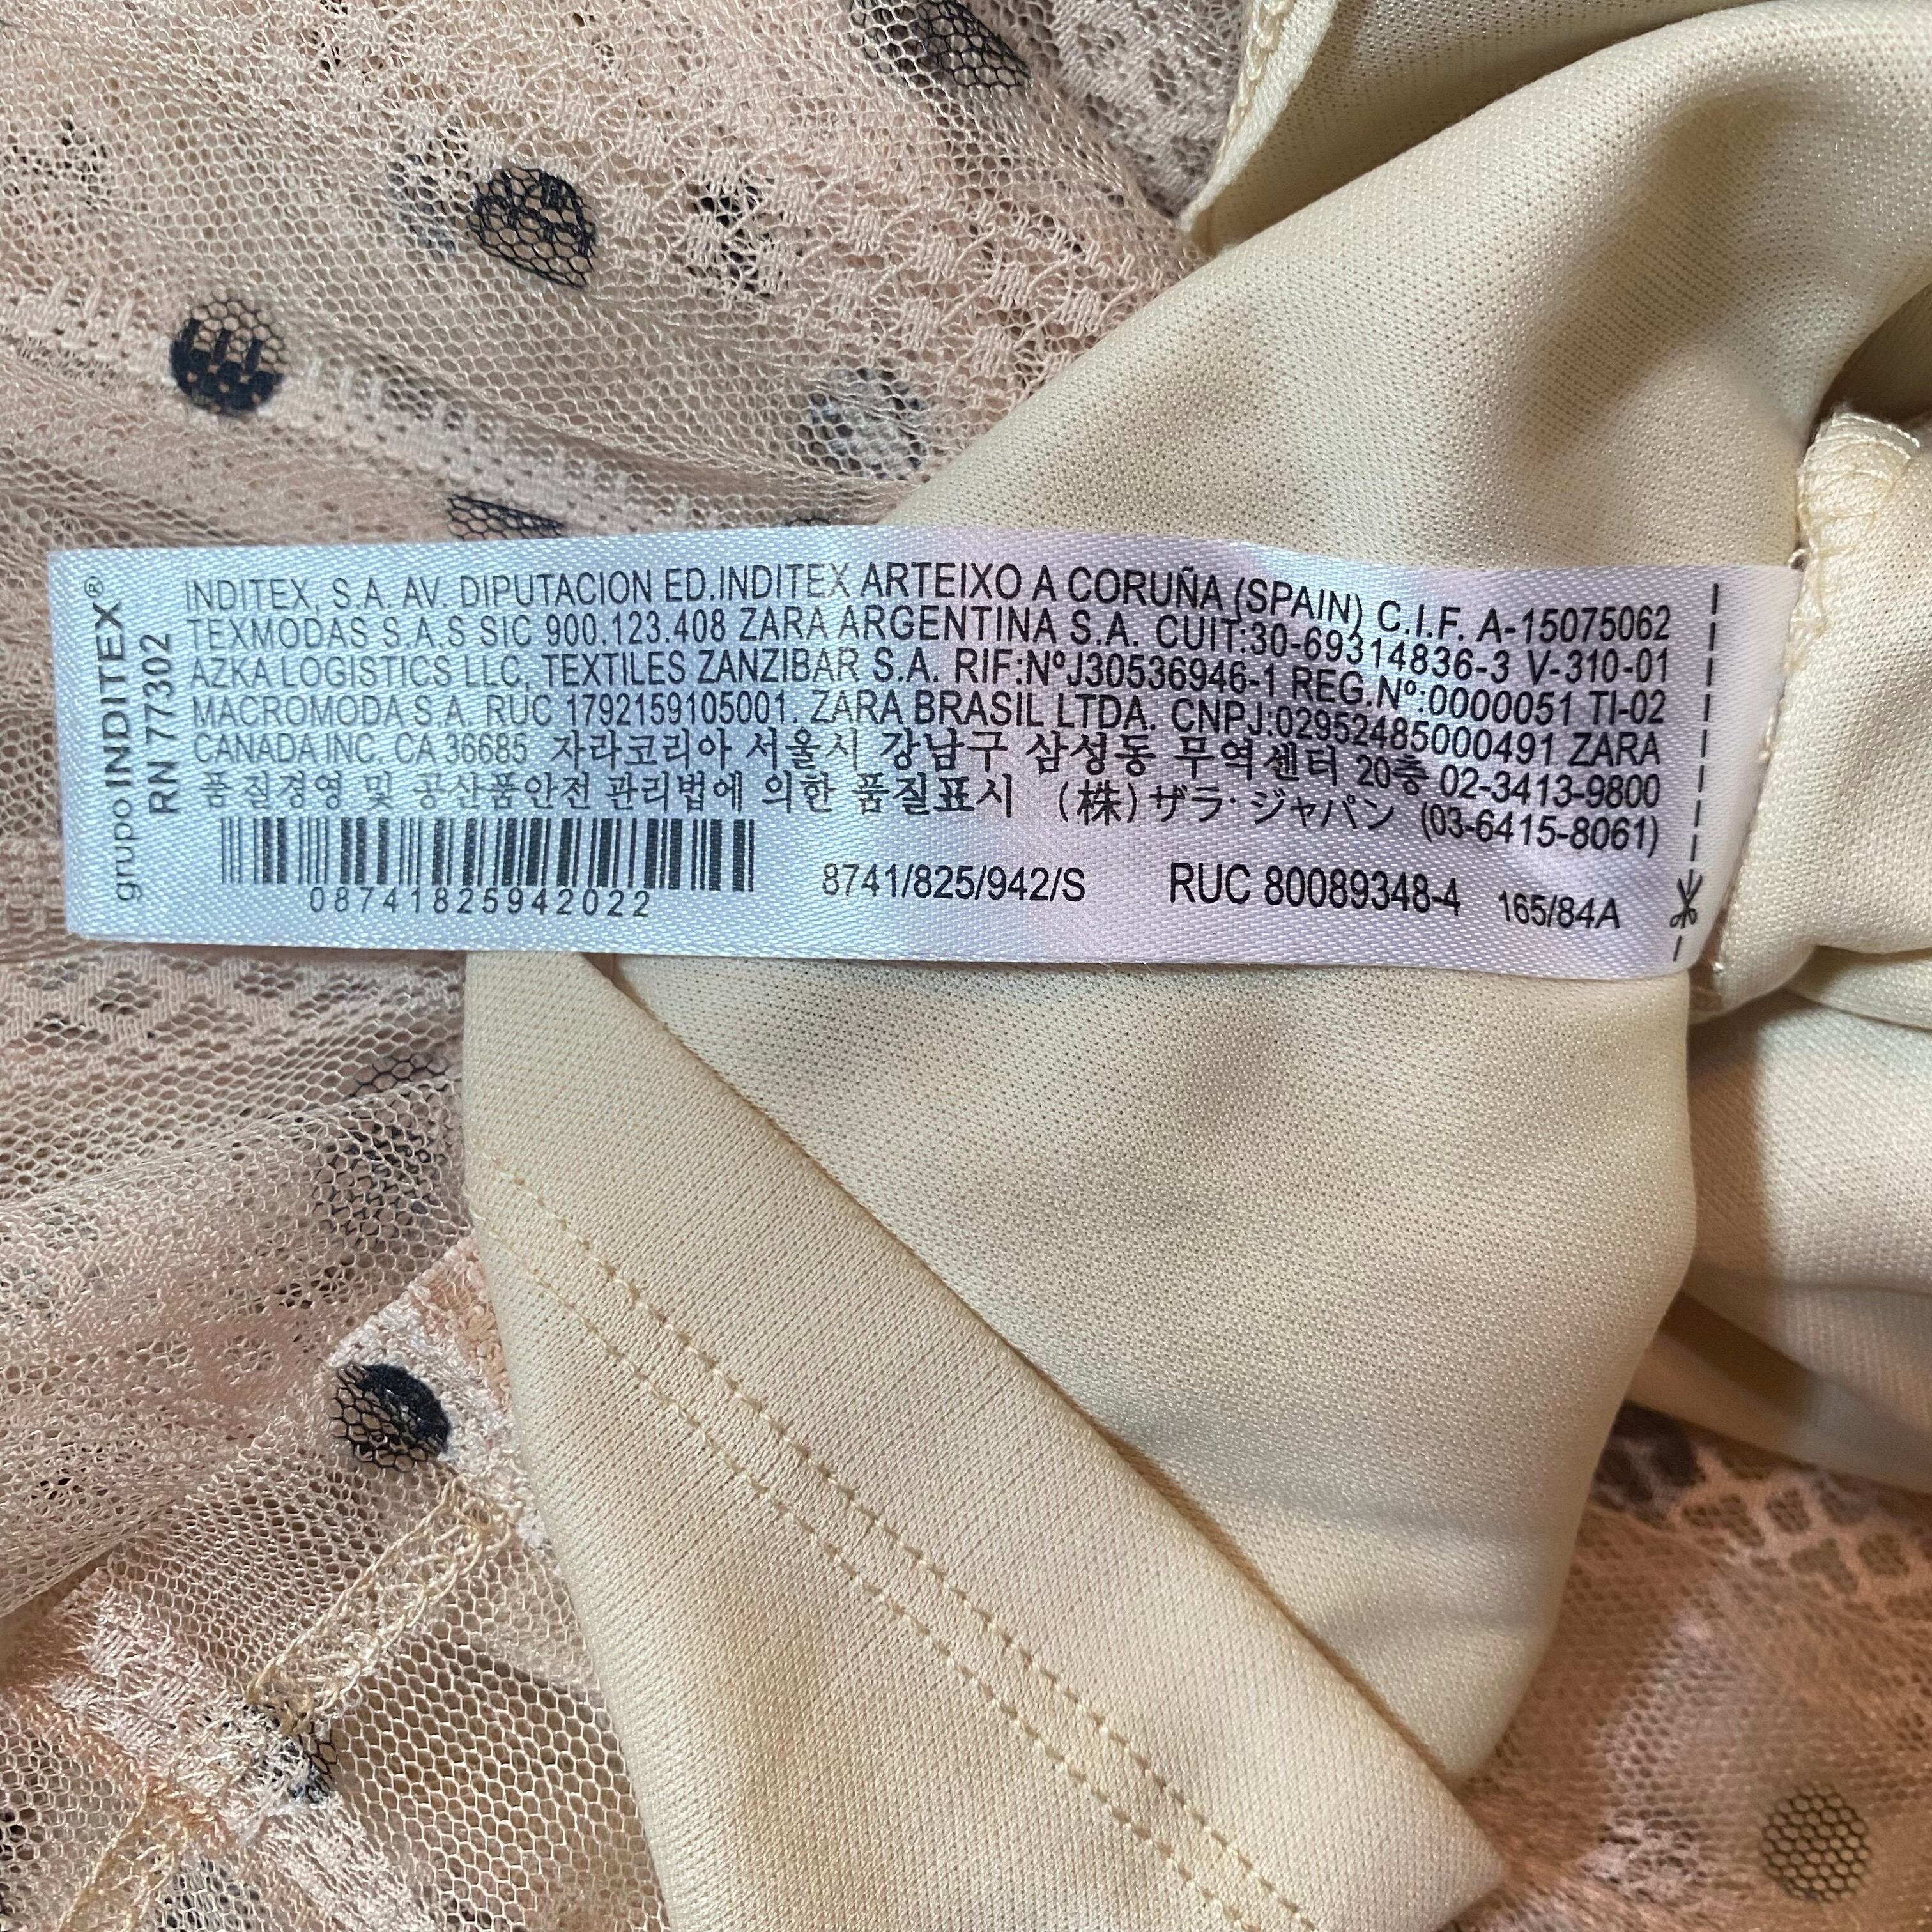 grupo INDITEX®
RN 77302
INDITEX, S.A. AV. DIPUTACION ED.INDITEX ARTEIXO A CORUÑA (SPAIN) C.I.F. A-15075062
TEXMODAS S.A.S SIC 900.123.408 ZARA ARGENTINA S.A. CUIT:30-69314836-3 V-310-01
AZKA LOGISTICS LLC, TEXTILES ZANZIBAR S.A. RIF:NºJ30536946-1 REG.Nº:0000051 TI-02
MACROMODA S.A. RUC 1792159105001. ZARA BRASIL LTDA. CNPJ:02952485000491 ZARA
CANADA INC. CA 36685 자라코리아 서울시 강남구 삼성동 무역센터 20층 02-3413-9800
품질경영 및 공산품안전 관리법에 의한 품질표시 (株)ザラ・ジャパン (03-6415-8061)
08741825942022
8741/825/942/S RUC 80089348-4 165/84A